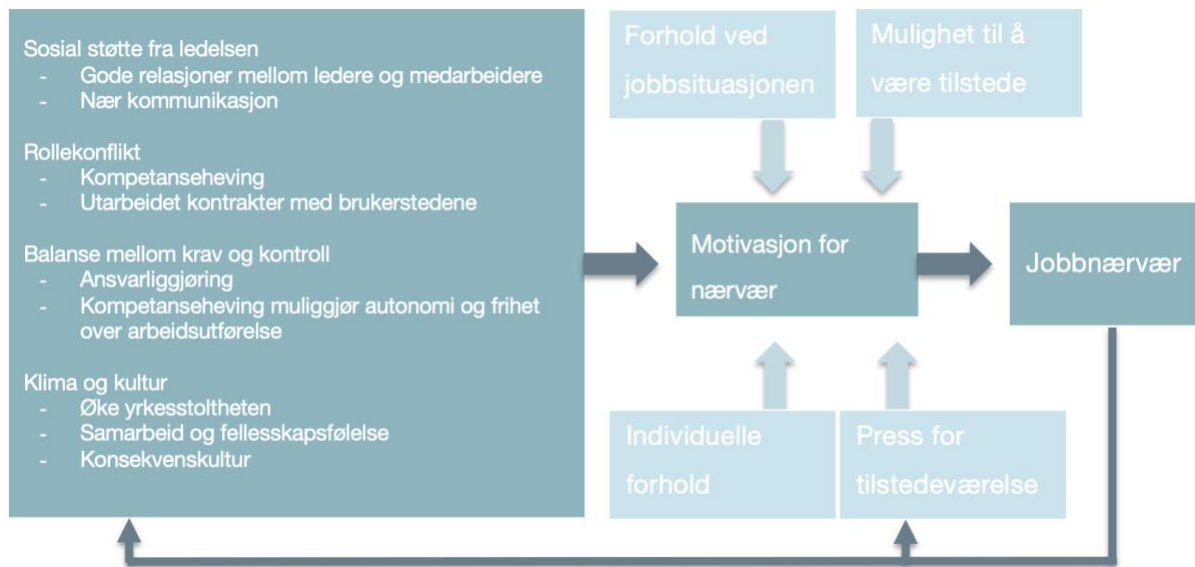 Sosial støtte fra ledelsen
- Gode relasjoner mellom ledere og medarbeidere
- Nær kommunikasjon
Rollekonflikt
- Kompetanseheving
- Utarbeidet kontrakter med brukerstedene
Balanse mellom krav og kontroll
- Ansvarliggjøring
- Kompetanseheving muliggjør autonomi og frihet
over arbeidsutførelse
Klima og kultur
- Øke yrkesstoltheten
- Samarbeid og fellesskapsfølelse
- Konsekvenskultur
Forhold ved
jobbsituasjonen
Mulighet til å
være tilstede
Motivasjon for
nærvær
Jobbnærvær
Individuelle
forhold
Press for
tilstedeværelse